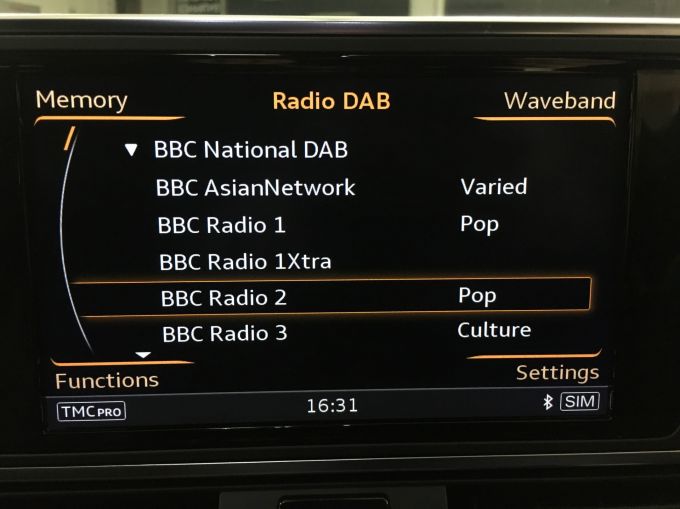 Memory Radio DAB Waveband
▼ BBC National DAB
BBC AsianNetwork Varied
BBC Radio 1 Pop
BBC Radio 1Xtra
BBC Radio 2 Pop
BBC Radio 3 Culture
Functions Settings
TMC PRO 16:31 SIM